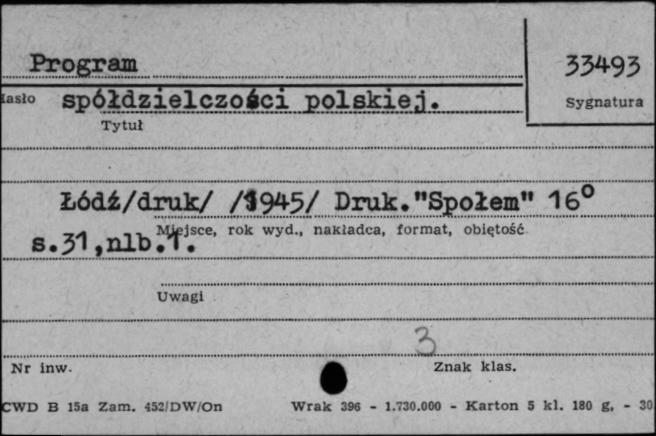 Program
33493
Hasło
spółdzielczości polskiej.
Sygnatura
Tytuł
Łódź/druk/ /1945/ Druk."Społem" 16°
Miejsce, rok wyd., nakładca, format, objętość
s.31,nlb.1.
Uwagi
3
Nr inw.
Znak klas.
CWD B 15a Zam. 452/DW/On
Wrak 396 - 1.730.000 - Karton 5 kl. 180 g, - 30